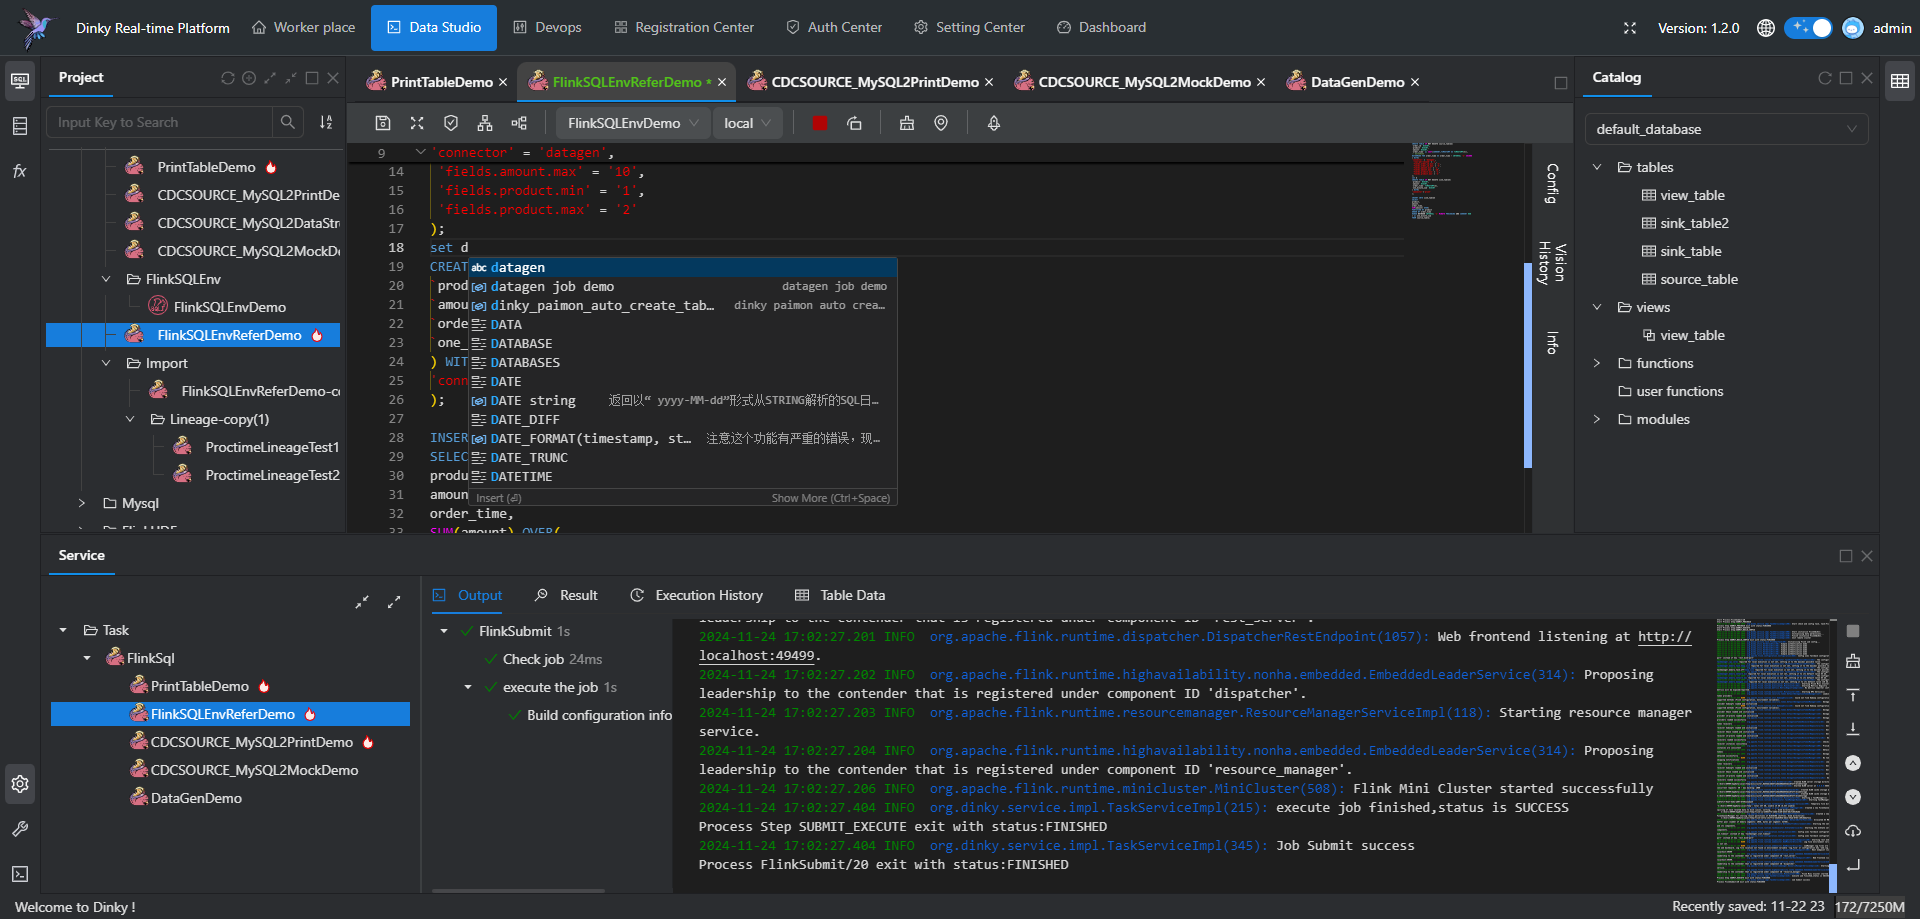 Dinky Real-time Platform
Worker place
Data Studio
Devops
Registration Center
Auth Center
Setting Center
Dashboard
Version: 1.2.0
admin
Project
Input Key to Search
PrintTableDemo
CDCSOURCE_MySQL2PrintDe
CDCSOURCE_MySQL2DataStr
CDCSOURCE_MySQL2MockDe
FlinkSQLEnv
FlinkSQLEnvDemo
FlinkSQLEnvReferDemo
Import
FlinkSQLEnvReferDemo-co
Lineage-copy(1)
ProctimeLineageTest1
ProctimeLineageTest2
Mysql
PrintTableDemo
FlinkSQLEnvReferDemo *
CDCSOURCE_MySQL2PrintDemo
CDCSOURCE_MySQL2MockDemo
DataGenDemo
FlinkSQLEnvDemo
local
9 'connector' = 'datagen',
14 'fields.amount.max' = '10',
15 'fields.product.min' = '1',
16 'fields.product.max' = '2'
17 );
18 set d
19 CREAT
20 `prod
21 `amou
22 `orde
23 `one_
24 ) WIT
25 'conn
26 );
27
28 INSER
29 SELEC
30 produ
31 amoun
32 order_time,
33 SUM(amount) OVER(
abc datagen
datagen job demo datagen job demo
dinky_paimon_auto_create_tab… dinky paimon auto crea…
DATA
DATABASE
DATABASES
DATE
DATE string 返回以“ yyyy-MM-dd”形式从STRING解析的SQL日…
DATE_DIFF
DATE_FORMAT(timestamp, st… 注意这个功能有严重的错误，现…
DATE_TRUNC
DATETIME
Insert (⏎) Show More (Ctrl+Space)
Config
Vision History
Info
Catalog
default_database
tables
view_table
sink_table2
sink_table
source_table
views
view_table
functions
user functions
modules
Service
Task
FlinkSql
PrintTableDemo
FlinkSQLEnvReferDemo
CDCSOURCE_MySQL2PrintDemo
CDCSOURCE_MySQL2MockDemo
DataGenDemo
Output
Result
Execution History
Table Data
FlinkSubmit 1s
Check job 24ms
execute the job 1s
Build configuration info
leadership to the contender that is registered under component ID 'rest_server'.
2024-11-24 17:02:27.201 INFO org.apache.flink.runtime.dispatcher.DispatcherRestEndpoint(1057): Web frontend listening at http://
localhost:49499.
2024-11-24 17:02:27.202 INFO org.apache.flink.runtime.highavailability.nonha.embedded.EmbeddedLeaderService(314): Proposing
leadership to the contender that is registered under component ID 'dispatcher'.
2024-11-24 17:02:27.203 INFO org.apache.flink.runtime.resourcemanager.ResourceManagerServiceImpl(118): Starting resource manager
service.
2024-11-24 17:02:27.204 INFO org.apache.flink.runtime.highavailability.nonha.embedded.EmbeddedLeaderService(314): Proposing
leadership to the contender that is registered under component ID 'resource_manager'.
2024-11-24 17:02:27.206 INFO org.apache.flink.runtime.minicluster.MiniCluster(508): Flink Mini Cluster started successfully
2024-11-24 17:02:27.404 INFO org.dinky.service.impl.TaskServiceImpl(215): execute job finished,status is SUCCESS
Process Step SUBMIT_EXECUTE exit with status:FINISHED
2024-11-24 17:02:27.404 INFO org.dinky.service.impl.TaskServiceImpl(345): Job Submit success
Process FlinkSubmit/20 exit with status:FINISHED
Welcome to Dinky !
Recently saved: 11-22 23
172/7250M